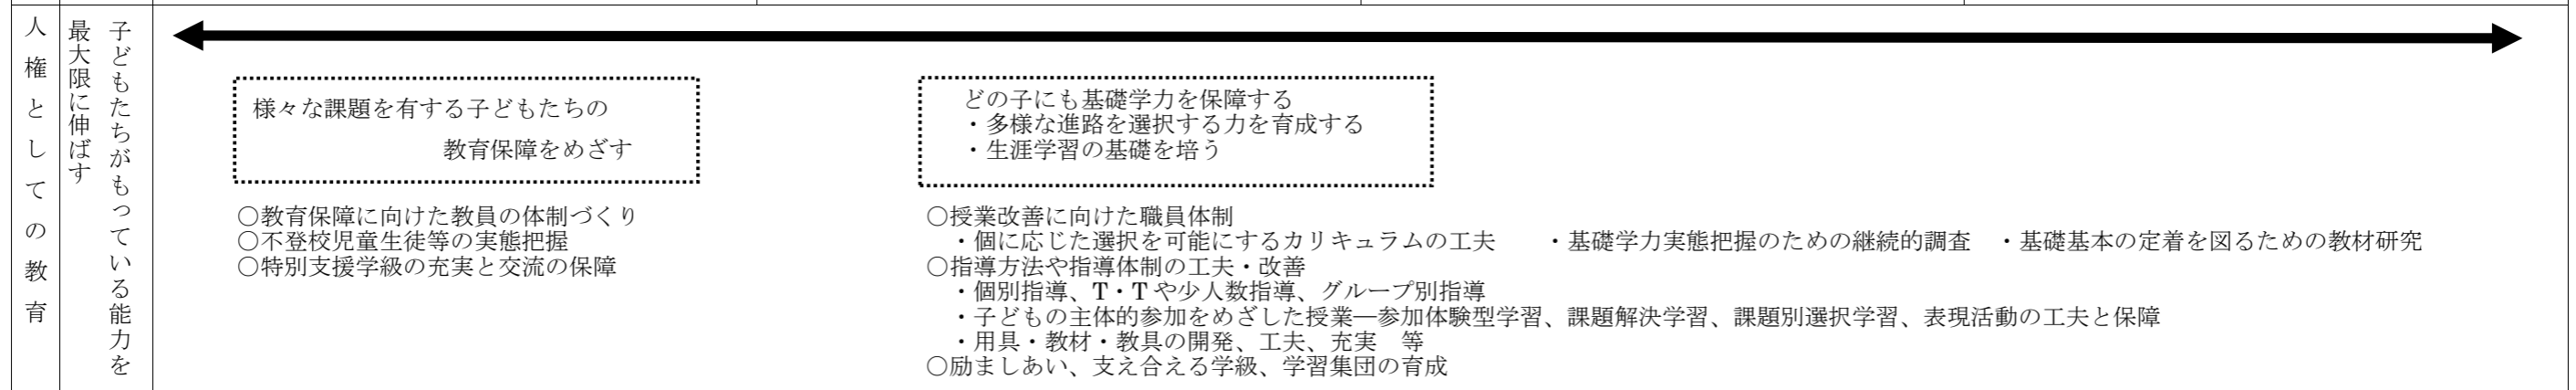 人権としての教育
子どもたちがもっている能力を
最大限に伸ばす
様々な課題を有する子どもたちの
教育保障をめざす
○教育保障に向けた教員の体制づくり
○不登校児童生徒等の実態把握
○特別支援学級の充実と交流の保障
どの子にも基礎学力を保障する
・多様な進路を選択する力を育成する
・生涯学習の基礎を培う
○授業改善に向けた職員体制
・個に応じた選択を可能にするカリキュラムの工夫　・基礎学力実態把握のための継続的調査　・基礎基本の定着を図るための教材研究
○指導方法や指導体制の工夫・改善
・個別指導、T・Tや少人数指導、グループ別指導
・子どもの主体的参加をめざした授業―参加体験型学習、課題解決学習、課題別選択学習、表現活動の工夫と保障
・用具・教材・教具の開発、工夫、充実　等
○励ましあい、支え合える学級、学習集団の育成